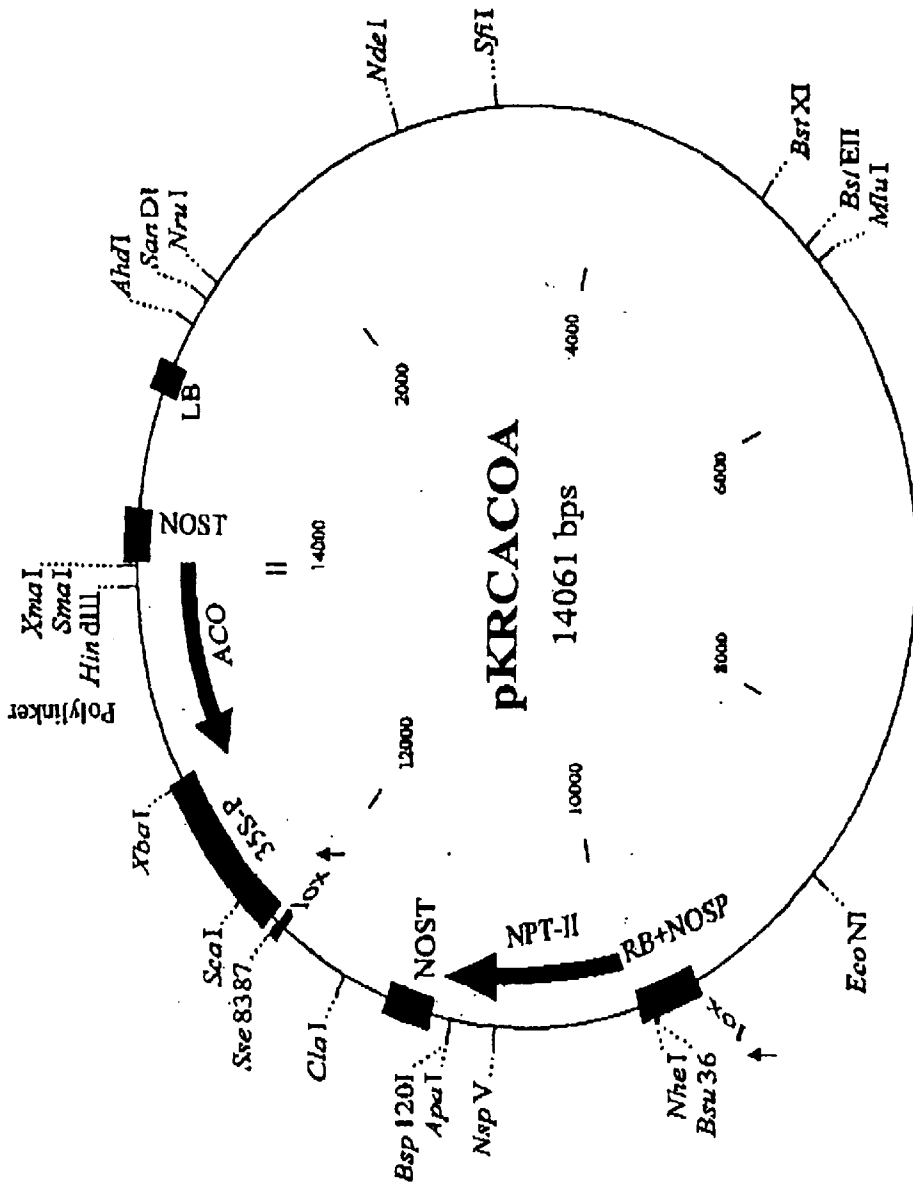 pKRCACOA
14061 bps
NdeI
SfiI
BstXI
BstEII
MluI
EcoNI
lox
Bsu36
NheI
RB+NOSP
NPT-II
NspV
ApaI
Bsp120I
NOST
ClaI
lox
Sse8387
ScaI
35S-P
XbaI
Polylinker
ACO
HindIII
SmaI
XmaI
NOST
LB
AhdI
SanDI
NruI
2000
4000
6000
8000
10000
12000
14000